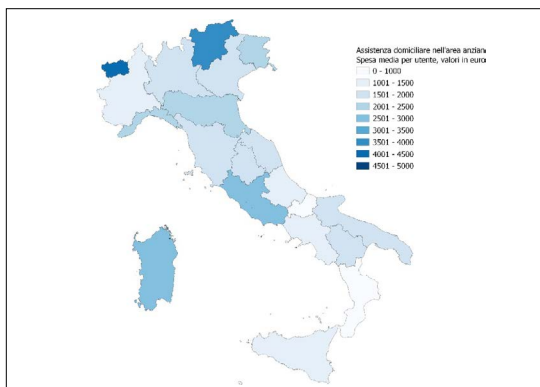 Assistenza domiciliare nell'area anzian
Spesa media per utente, valori in euro
0 - 1000
1001 - 1500
1501 - 2000
2001 - 2500
2501 - 3000
3001 - 3500
3501 - 4000
4001 - 4500
4501 - 5000